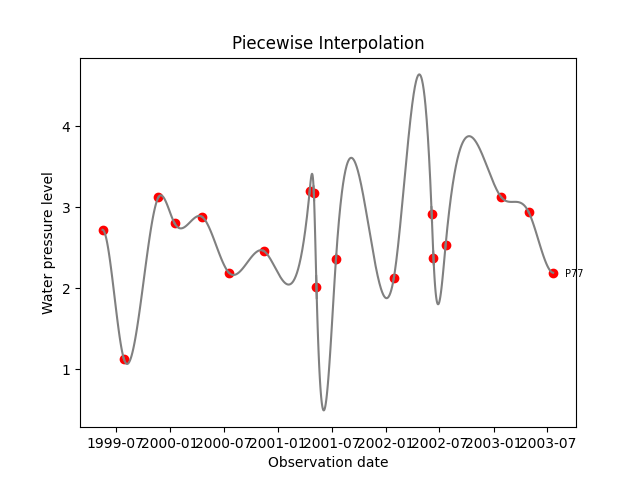 Piecewise Interpolation
Water pressure level
4
3
2
1
P77
1999-07 2000-01 2000-07 2001-01 2001-07 2002-01 2002-07 2003-01 2003-07
Observation date